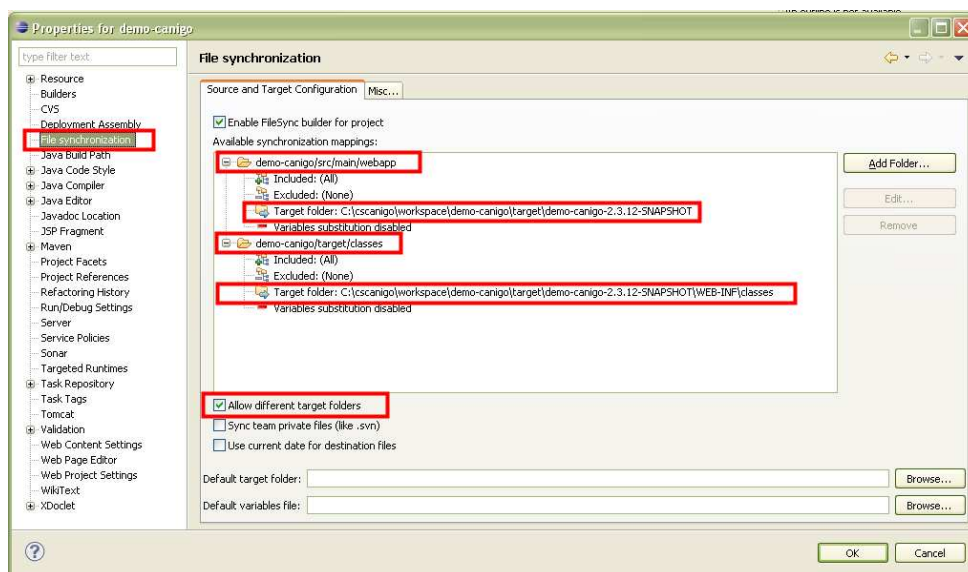 Properties for demo-canigo
type filter text
Resource
Builders
CVS
Deployment Assembly
File synchronization
Java Build Path
Java Code Style
Java Compiler
Java Editor
Javadoc Location
JSP Fragment
Maven
Project Facets
Project References
Refactoring History
Run/Debug Settings
Server
Service Policies
Sonar
Targeted Runtimes
Task Repository
Task Tags
Tomcat
Validation
Web Content Settings
Web Page Editor
Web Project Settings
WikiText
XDoclet
File synchronization
Source and Target Configuration
Misc...
Enable FileSync builder for project
Available synchronization mappings:
demo-canigo/src/main/webapp
Included: (All)
Excluded: (None)
Target folder: C:\cscanigo\workspace\demo-canigo\target\demo-canigo-2.3.12-SNAPSHOT
Variables substitution disabled
demo-canigo/target/classes
Included: (All)
Excluded: (None)
Target folder: C:\cscanigo\workspace\demo-canigo\target\demo-canigo-2.3.12-SNAPSHOT\WEB-INF\classes
Variables substitution disabled
Add Folder...
Edit...
Remove
Allow different target folders
Sync team private files (like .svn)
Use current date for destination files
Default target folder:
Browse...
Default variables file:
Browse...
OK
Cancel